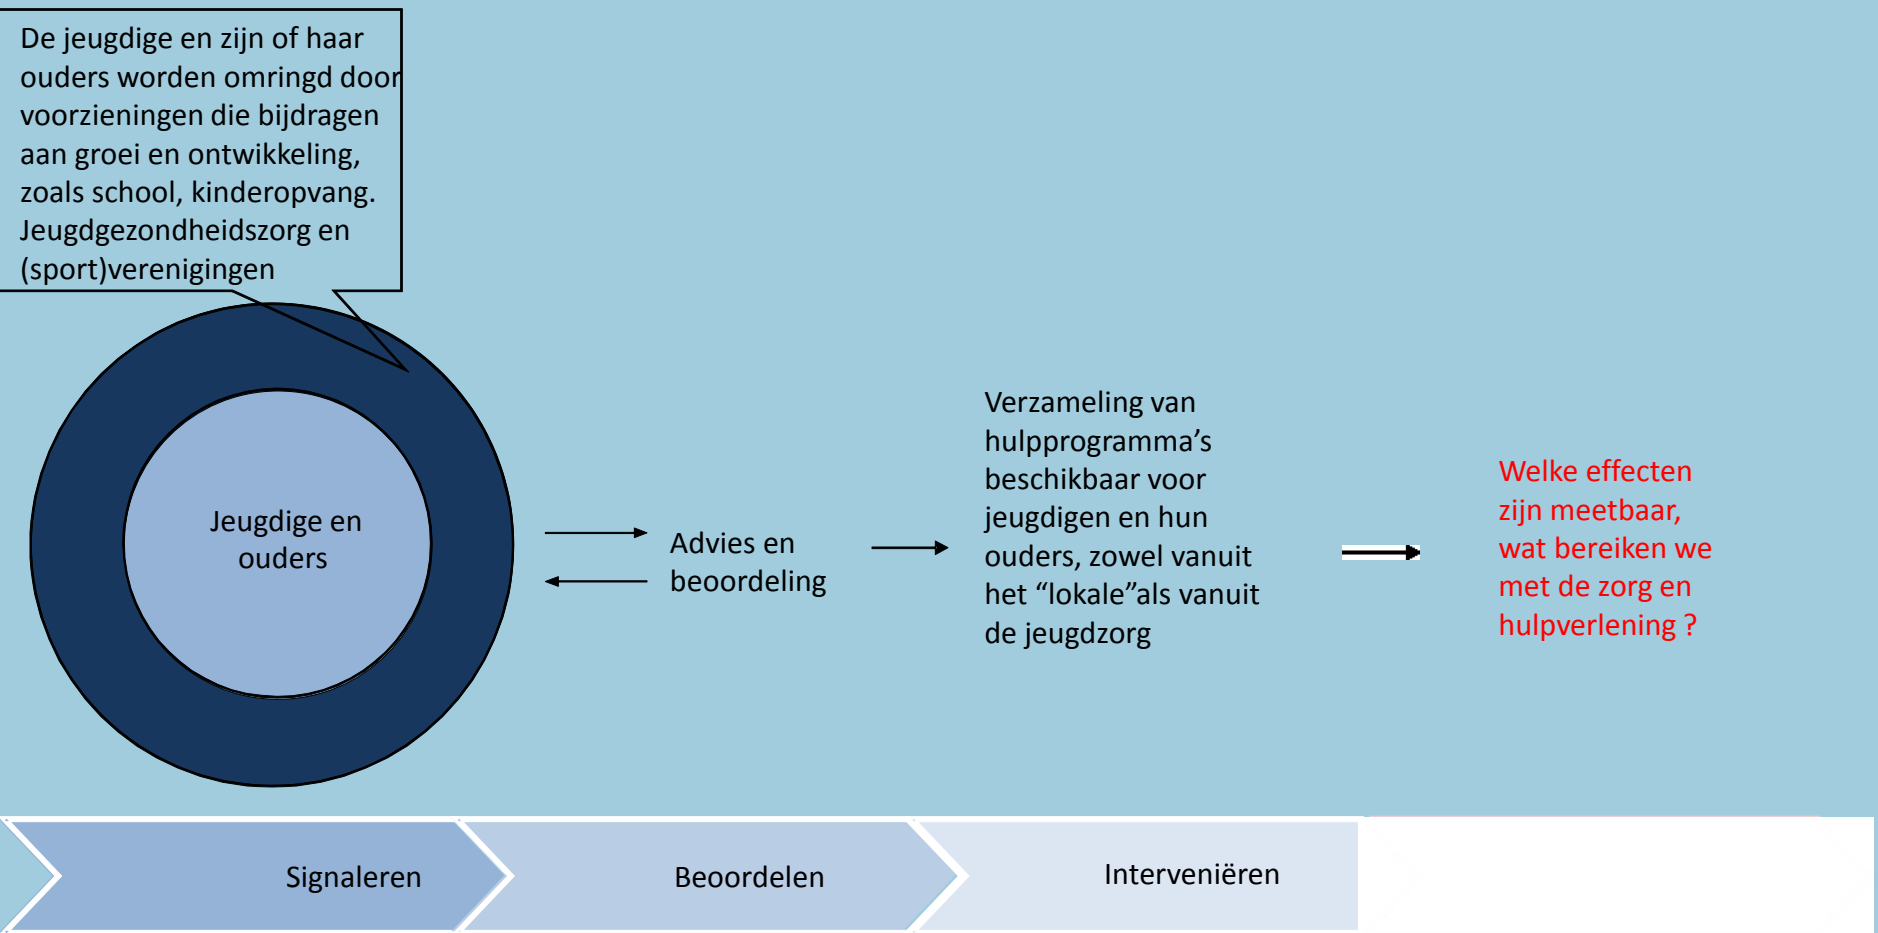 De jeugdige en zijn of haar
ouders worden omringd door
voorzieningen die bijdragen
aan groei en ontwikkeling,
zoals school, kinderopvang.
Jeugdgezondheidszorg en
(sport)verenigingen
Jeugdige en
ouders
Advies en
beoordeling
Verzameling van
hulpprogramma’s
beschikbaar voor
jeugdigen en hun
ouders, zowel vanuit
het “lokale”als vanuit
de jeugdzorg
Welke effecten
zijn meetbaar,
wat bereiken we
met de zorg en
hulpverlening ?
Signaleren
Beoordelen
Interveniëren